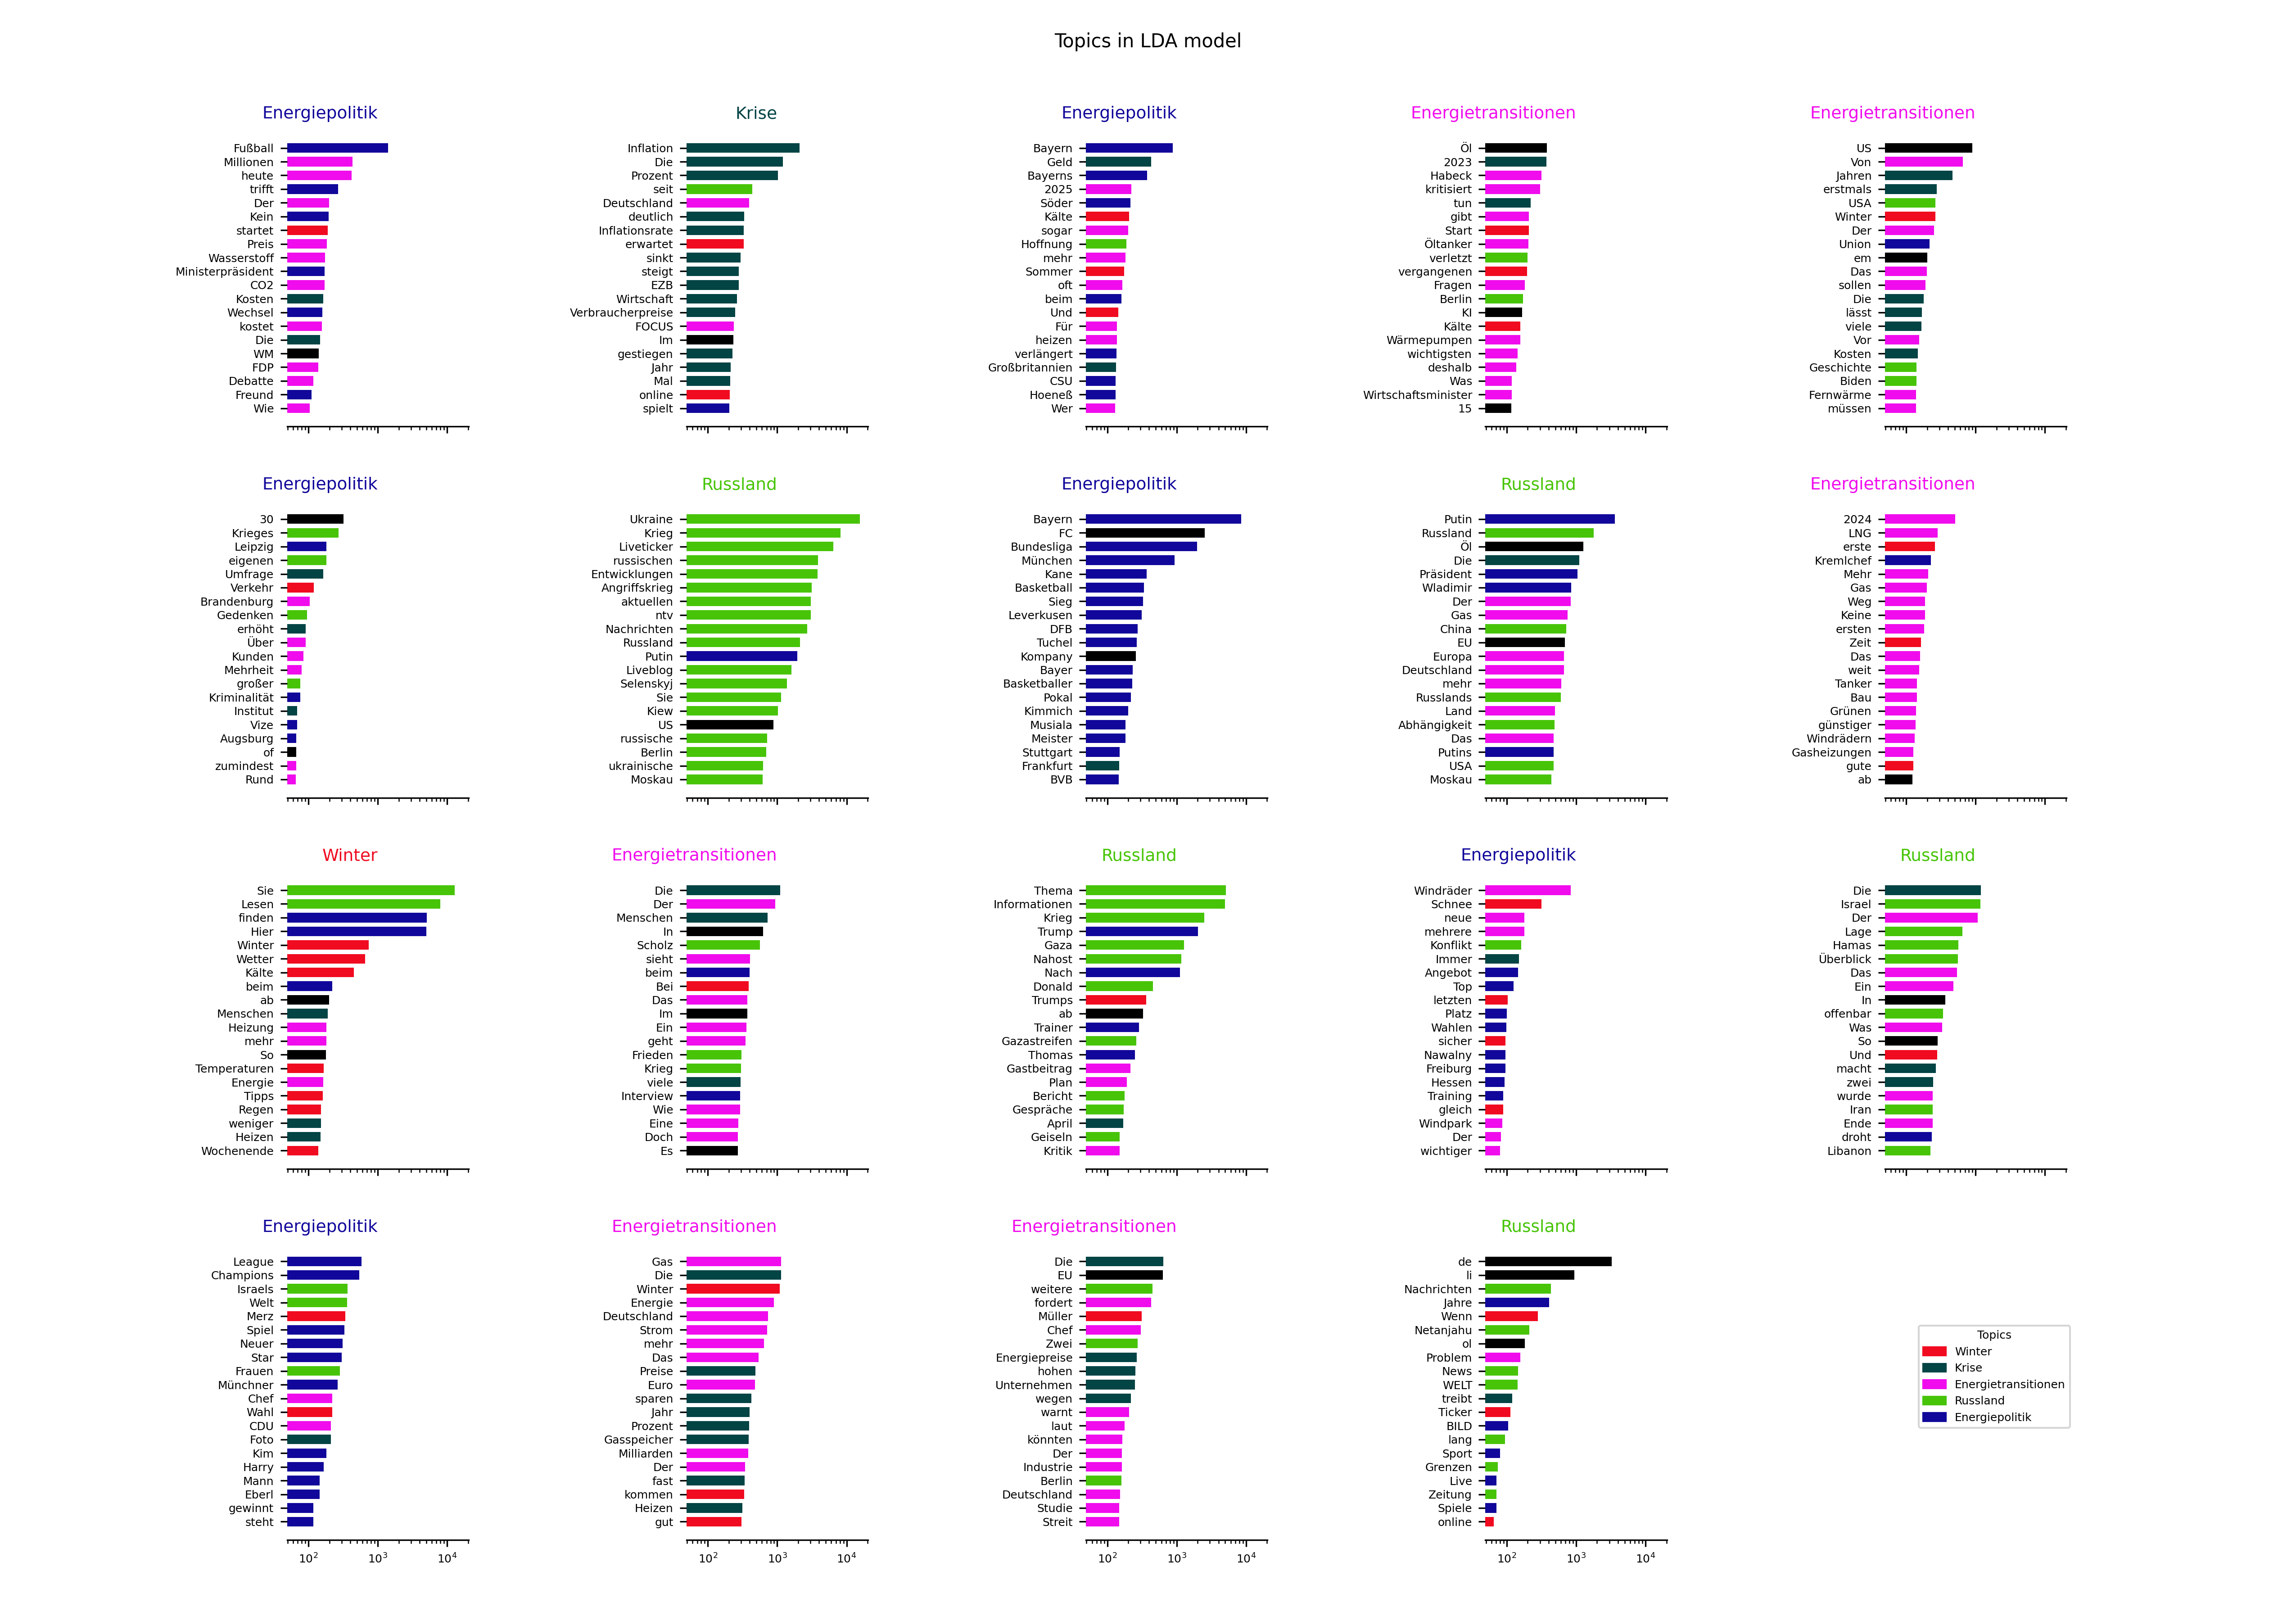 Topics in LDA model
Energiepolitik
Fußball
Millionen
heute
trifft
Der
Kein
startet
Preis
Wasserstoff
Ministerpräsident
CO2
Kosten
Wechsel
kostet
Die
WM
FDP
Debatte
Freund
Wie
Krise
Inflation
Die
Prozent
seit
Deutschland
deutlich
Inflationsrate
erwartet
sinkt
steigt
EZB
Wirtschaft
Verbraucherpreise
FOCUS
Im
gestiegen
Jahr
Mal
online
spielt
Energiepolitik
Bayern
Geld
Bayerns
2025
Söder
Kälte
sogar
Hoffnung
mehr
Sommer
oft
beim
Und
Für
heizen
verlängert
Großbritannien
CSU
Hoeneß
Wer
Energietransitionen
Öl
2023
Habeck
kritisiert
tun
gibt
Start
Öltanker
verletzt
vergangenen
Fragen
Berlin
KI
Kälte
Wärmepumpen
wichtigsten
deshalb
Was
Wirtschaftsminister
15
Energietransitionen
US
Von
Jahren
erstmals
USA
Winter
Der
Union
em
Das
sollen
Die
lässt
viele
Vor
Kosten
Geschichte
Biden
Fernwärme
müssen
Energiepolitik
30
Krieges
Leipzig
eigenen
Umfrage
Verkehr
Brandenburg
Gedenken
erhöht
Über
Kunden
Mehrheit
großer
Kriminalität
Institut
Vize
Augsburg
of
zumindest
Rund
Russland
Ukraine
Krieg
Liveticker
russischen
Entwicklungen
Angriffskrieg
aktuellen
ntv
Nachrichten
Russland
Putin
Liveblog
Selenskyj
Sie
Kiew
US
russische
Berlin
ukrainische
Moskau
Energiepolitik
Bayern
FC
Bundesliga
München
Kane
Basketball
Sieg
Leverkusen
DFB
Tuchel
Kompany
Bayer
Basketballer
Pokal
Kimmich
Musiala
Meister
Stuttgart
Frankfurt
BVB
Russland
Putin
Russland
Öl
Die
Präsident
Wladimir
Der
Gas
China
EU
Europa
Deutschland
mehr
Russlands
Land
Abhängigkeit
Das
Putins
USA
Moskau
Energietransitionen
2024
LNG
erste
Kremlchef
Mehr
Gas
Weg
Keine
ersten
Zeit
Das
weit
Tanker
Bau
Grünen
günstiger
Windrädern
Gasheizungen
gute
ab
Winter
Sie
Lesen
finden
Hier
Winter
Wetter
Kälte
beim
ab
Menschen
Heizung
mehr
So
Temperaturen
Energie
Tipps
Regen
weniger
Heizen
Wochenende
Energietransitionen
Die
Der
Menschen
In
Scholz
sieht
beim
Bei
Das
Im
Ein
geht
Frieden
Krieg
viele
Interview
Wie
Eine
Doch
Es
Russland
Thema
Informationen
Krieg
Trump
Gaza
Nahost
Nach
Donald
Trumps
ab
Trainer
Gazastreifen
Thomas
Gastbeitrag
Plan
Bericht
Gespräche
April
Geiseln
Kritik
Energiepolitik
Windräder
Schnee
neue
mehrere
Konflikt
Immer
Angebot
Top
letzten
Platz
Wahlen
sicher
Nawalny
Freiburg
Hessen
Training
gleich
Windpark
Der
wichtiger
Russland
Die
Israel
Der
Lage
Hamas
Überblick
Das
Ein
In
offenbar
Was
So
Und
macht
zwei
wurde
Iran
Ende
droht
Libanon
Energiepolitik
League
Champions
Israels
Welt
Merz
Spiel
Neuer
Star
Frauen
Münchner
Chef
Wahl
CDU
Foto
Kim
Harry
Mann
Eberl
gewinnt
steht
10² 10³ 10⁴
Energietransitionen
Gas
Die
Winter
Energie
Deutschland
Strom
mehr
Das
Preise
Euro
sparen
Jahr
Prozent
Gasspeicher
Milliarden
Der
fast
kommen
Heizen
gut
10² 10³ 10⁴
Energietransitionen
Die
EU
weitere
fordert
Müller
Chef
Zwei
Energiepreise
hohen
Unternehmen
wegen
warnt
laut
könnten
Der
Industrie
Berlin
Deutschland
Studie
Streit
10² 10³ 10⁴
Russland
de
li
Nachrichten
Jahre
Wenn
Netanjahu
ol
Problem
News
WELT
treibt
Ticker
BILD
lang
Sport
Grenzen
Live
Zeitung
Spiele
online
10² 10³ 10⁴
Topics
Winter
Krise
Energietransitionen
Russland
Energiepolitik